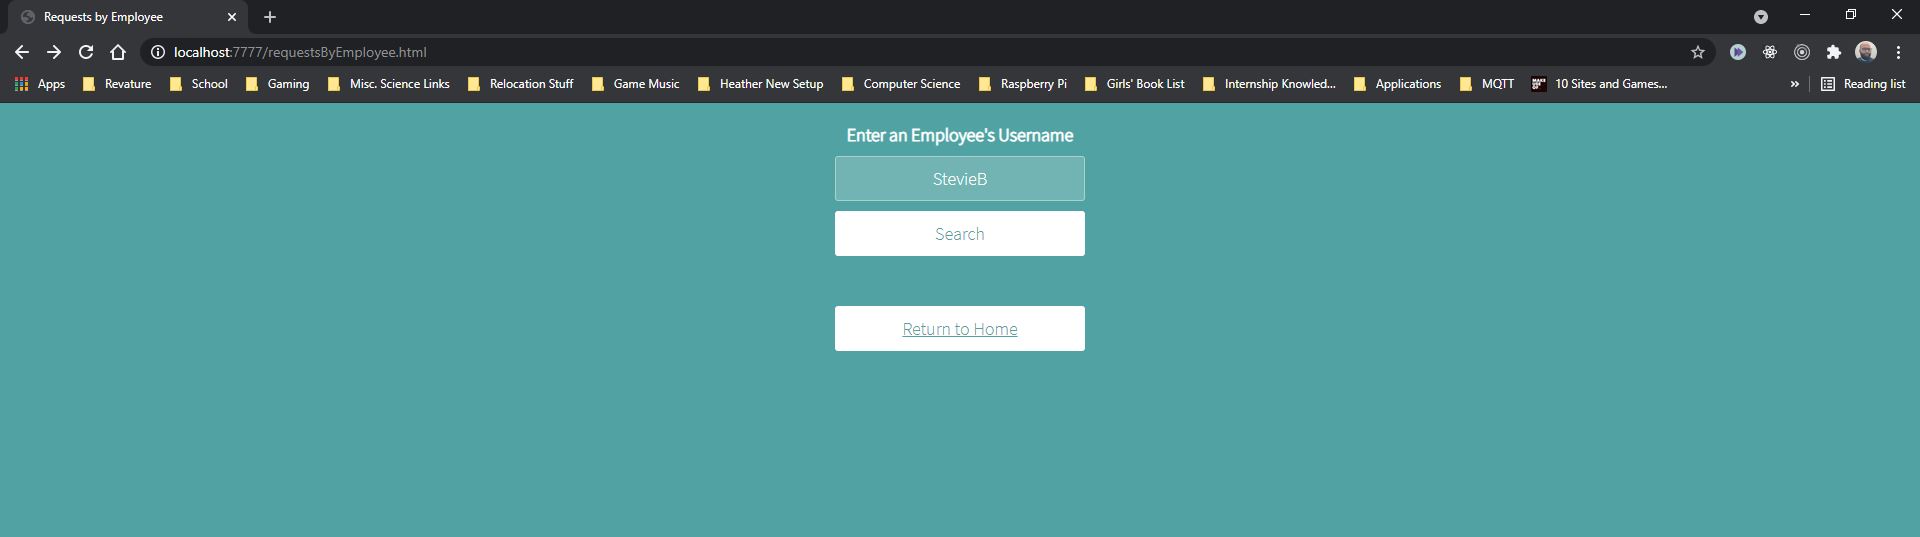 Requests by Employee
localhost:7777/requestsByEmployee.html
Apps Revature School Gaming Misc. Science Links Relocation Stuff Game Music Heather New Setup Computer Science Raspberry Pi Girls' Book List Internship Knowled... Applications MQTT 10 Sites and Games... » Reading list
Enter an Employee's Username
StevieB
Search
Return to Home